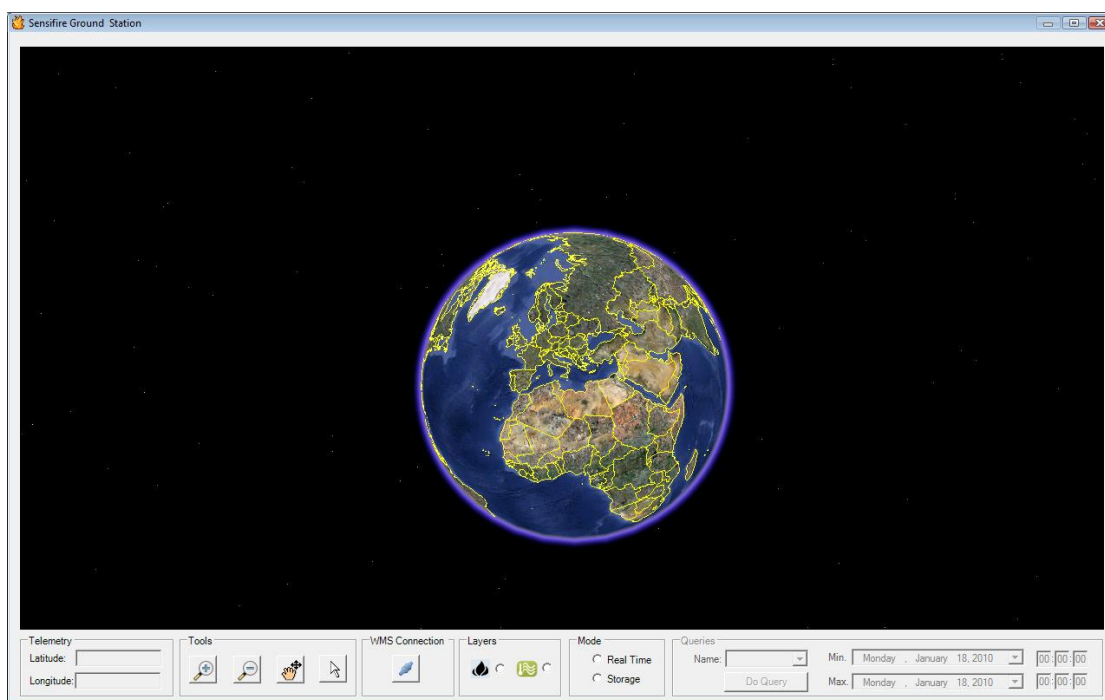 Sensifire Ground Station
Telemetry
Latitude:
Longitude:
Tools
WMS Connection
Layers
Mode
Real Time
Storage
Queries
Name:
Do Query
Min. Monday , January 18, 2010 00:00:00
Max. Monday , January 18, 2010 00:00:00